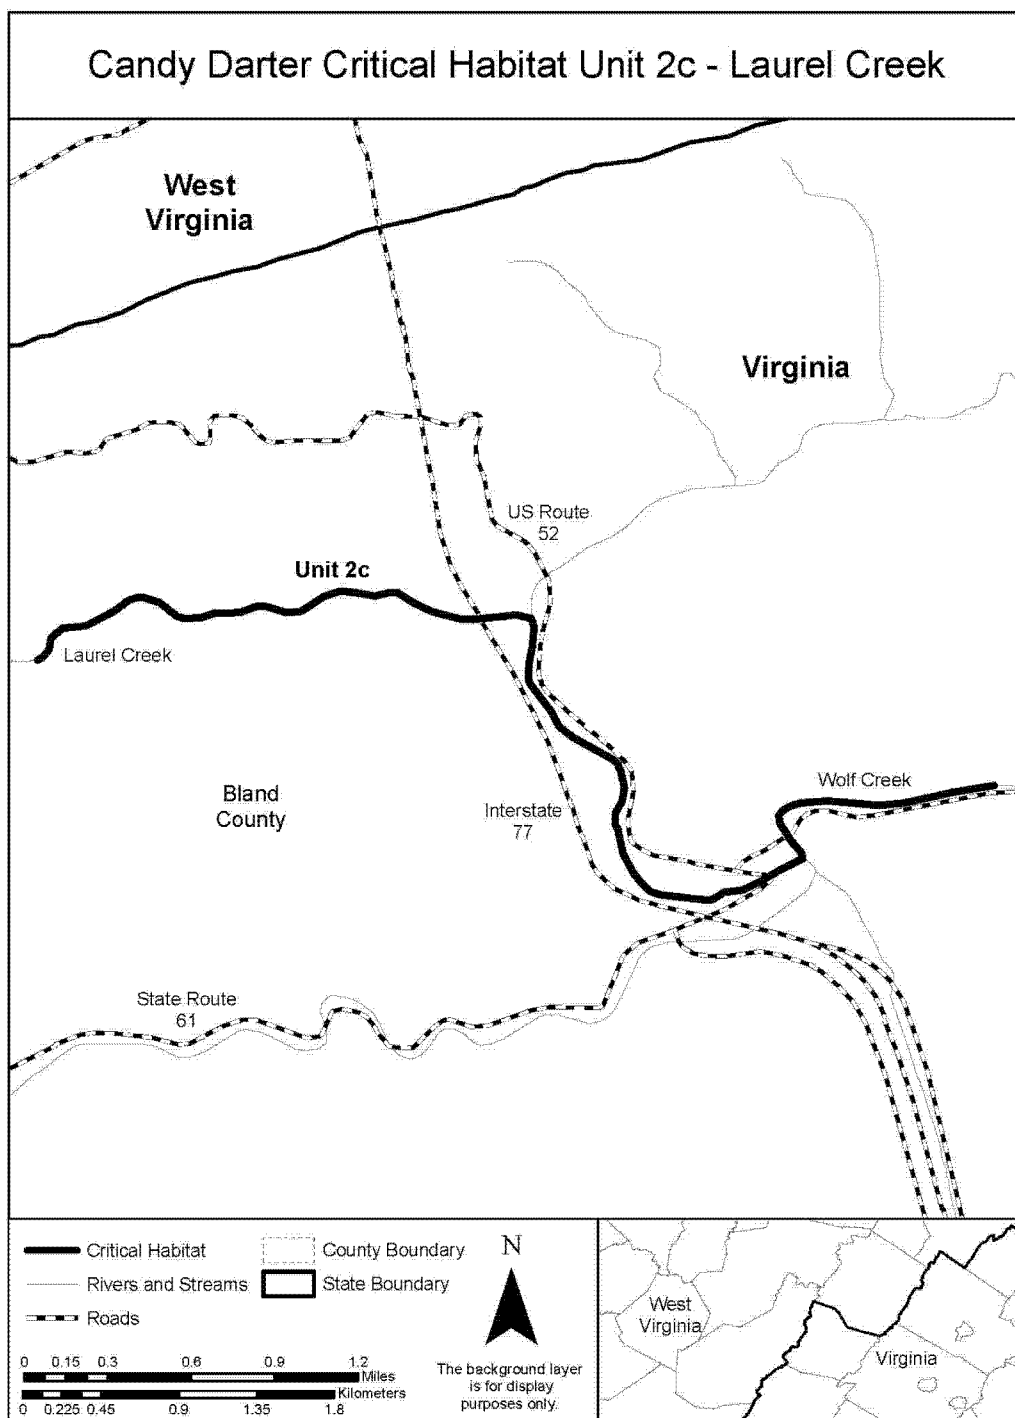 Candy Darter Critical Habitat Unit 2c - Laurel Creek
West
Virginia
Virginia
US Route
52
Unit 2c
Laurel Creek
Wolf Creek
Bland
County
Interstate
77
State Route
61
Critical Habitat
Rivers and Streams
Roads
County Boundary
State Boundary
N
The background layer
is for display
purposes only.
0 0.15 0.3 0.6 0.9 1.2
Miles
Kilometers
0 0.225 0.45 0.9 1.35 1.8
West
Virginia
Virginia